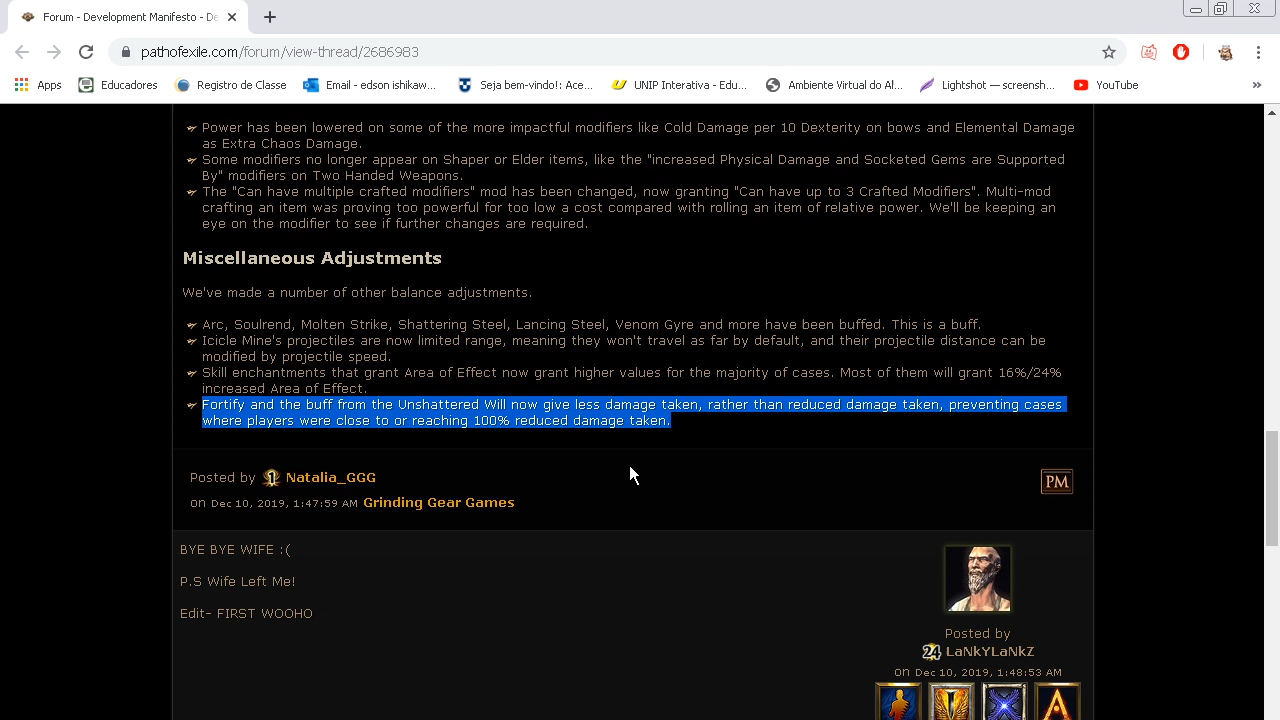 Forum - Development Manifesto - De
pathofexile.com/forum/view-thread/2686983
Apps Educadores Registro de Classe Email - edson ishikaw... Seja bem-vindo!: Ace... UNIP Interativa - Edu... Ambiente Virtual do Al... Lightshot — screensh... YouTube »
Power has been lowered on some of the more impactful modifiers like Cold Damage per 10 Dexterity on bows and Elemental Damage
as Extra Chaos Damage.
Some modifiers no longer appear on Shaper or Elder items, like the "increased Physical Damage and Socketed Gems are Supported
By" modifiers on Two Handed Weapons.
The "Can have multiple crafted modifiers" mod has been changed, now granting "Can have up to 3 Crafted Modifiers". Multi-mod
crafting an item was proving too powerful for too low a cost compared with rolling an item of relative power. We'll be keeping an
eye on the modifier to see if further changes are required.
Miscellaneous Adjustments
We've made a number of other balance adjustments.
Arc, Soulrend, Molten Strike, Shattering Steel, Lancing Steel, Venom Gyre and more have been buffed. This is a buff.
Icicle Mine's projectiles are now limited range, meaning they won't travel as far by default, and their projectile distance can be
modified by projectile speed.
Skill enchantments that grant Area of Effect now grant higher values for the majority of cases. Most of them will grant 16%/24%
increased Area of Effect.
Fortify and the buff from the Unshattered Will now give less damage taken, rather than reduced damage taken, preventing cases
where players were close to or reaching 100% reduced damage taken.
Posted by Natalia_GGG
on Dec 10, 2019, 1:47:59 AM Grinding Gear Games
PM
BYE BYE WIFE :(
P.S Wife Left Me!
Edit- FIRST WOOHO
Posted by
24 LaNkYLaNkZ
on Dec 10, 2019, 1:48:53 AM